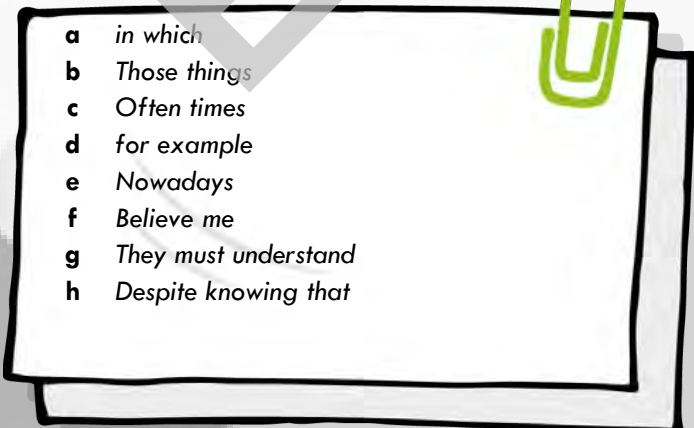 a in which
b Those things
c Often times
d for example
e Nowadays
f Believe me
g They must understand
h Despite knowing that